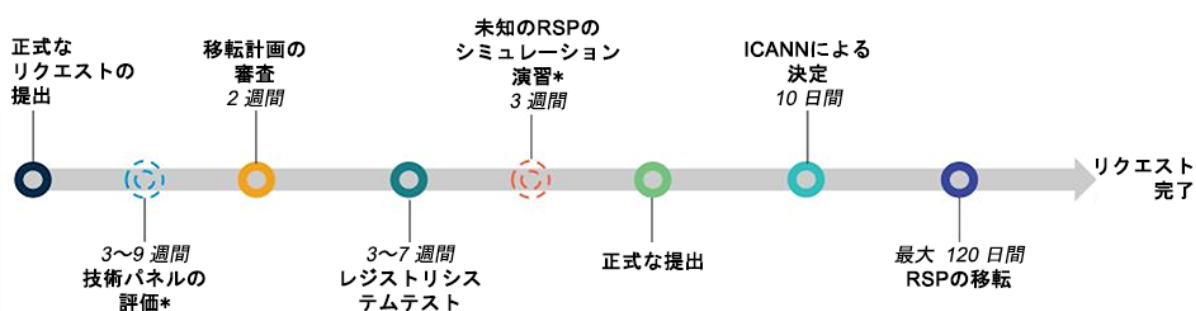 正式な
リクエストの
提出
3〜9 週間
技術パネルの
評価*
移転計画の
審査
2 週間
3〜7 週間
レジストリシス
テムテスト
未知のRSPの
シミュレーション
演習*
3 週間
正式な提出
ICANNによる
決定
10 日間
最大 120 日間
RSPの移転
リクエスト
完了